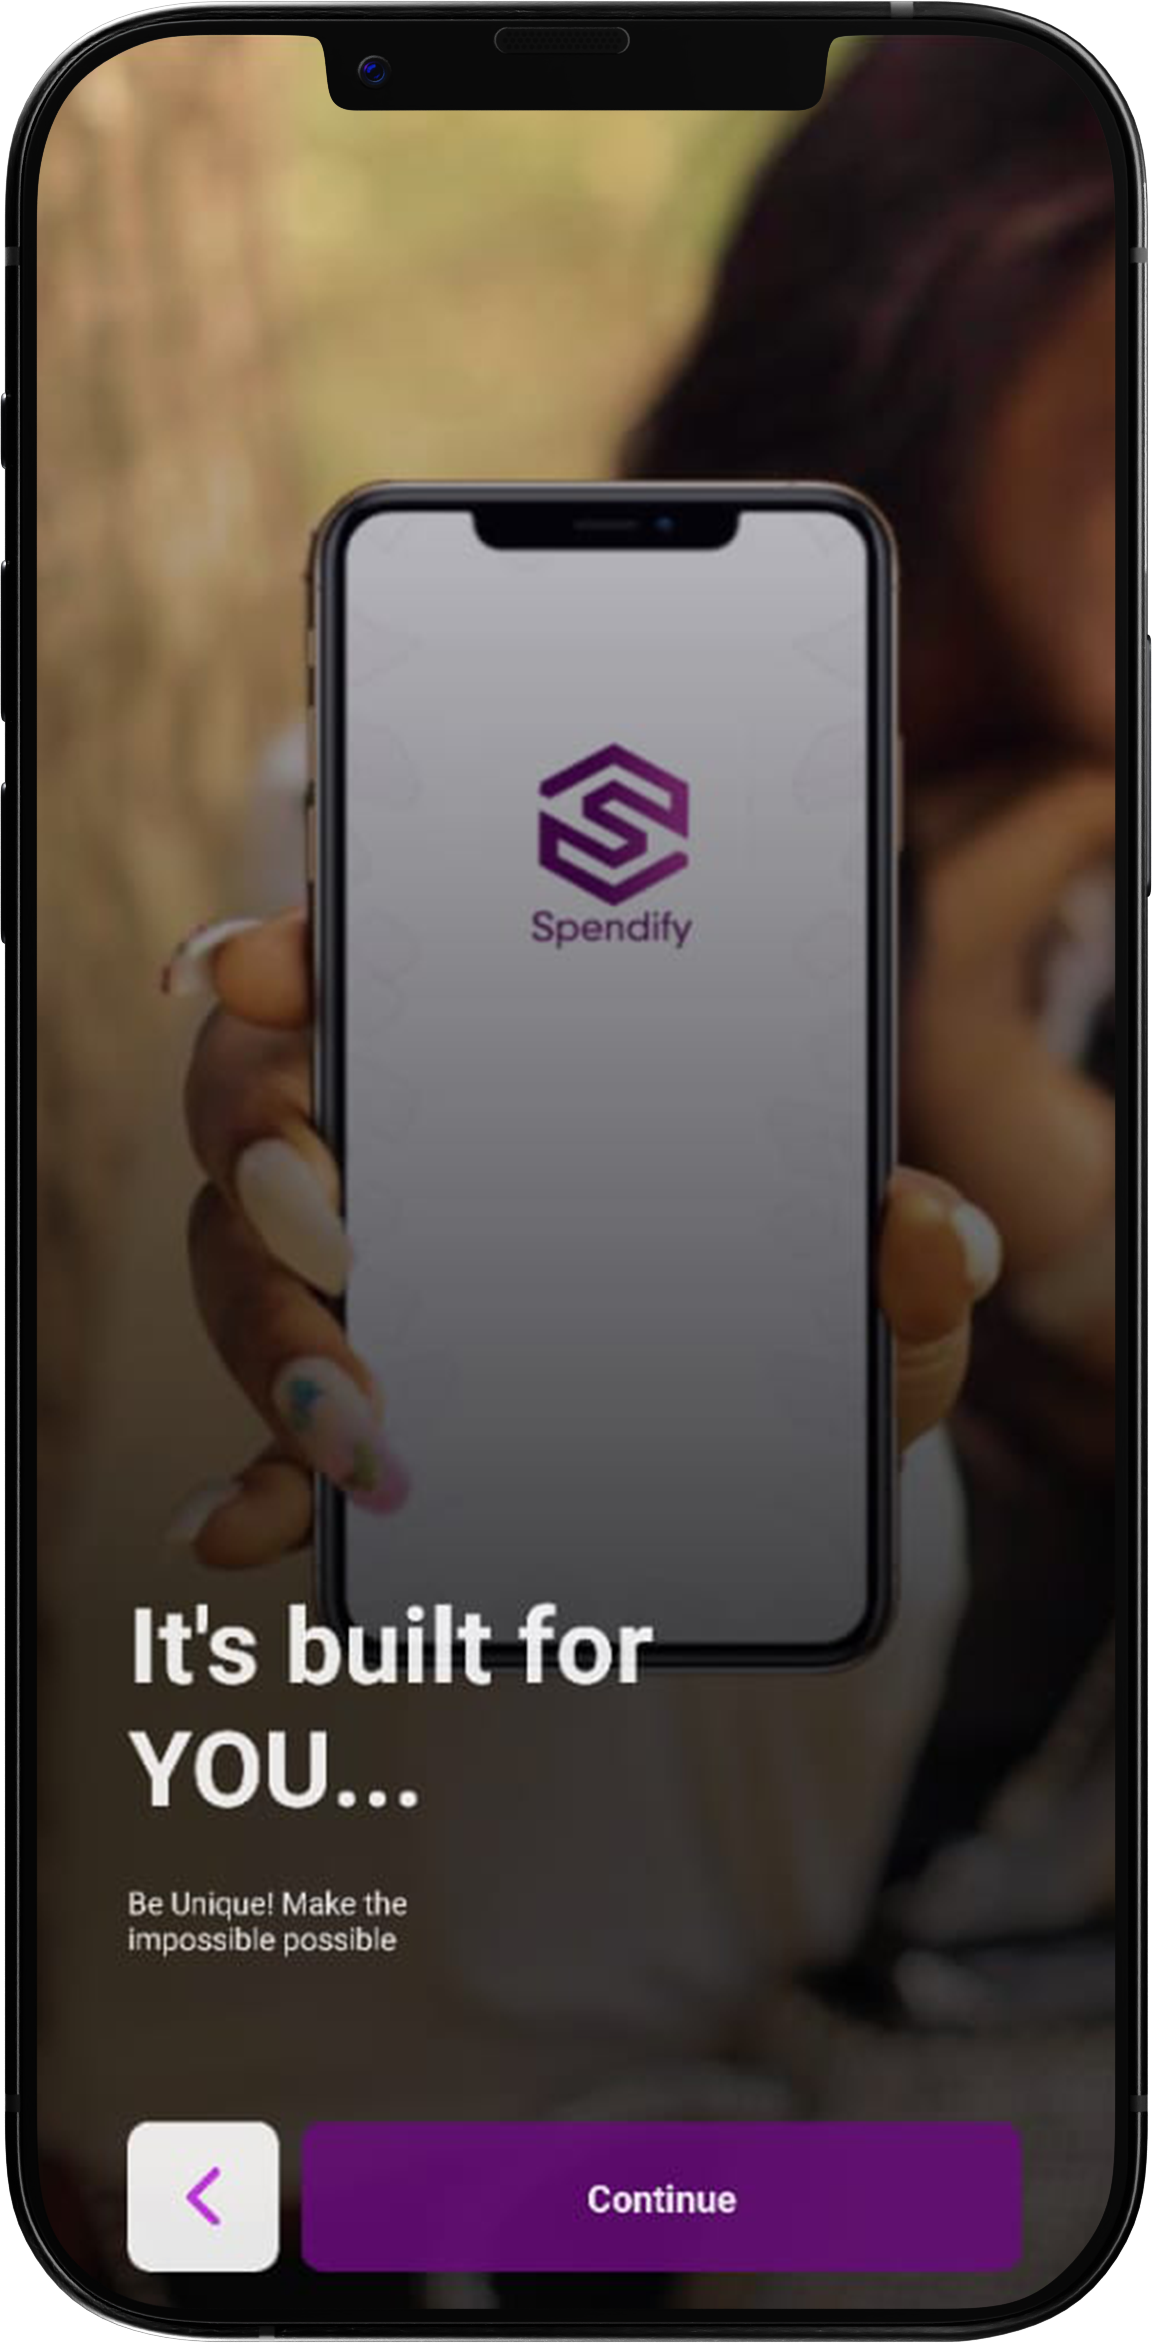 Spendify
It's built for
YOU...
Be Unique! Make the
impossible possible
Continue